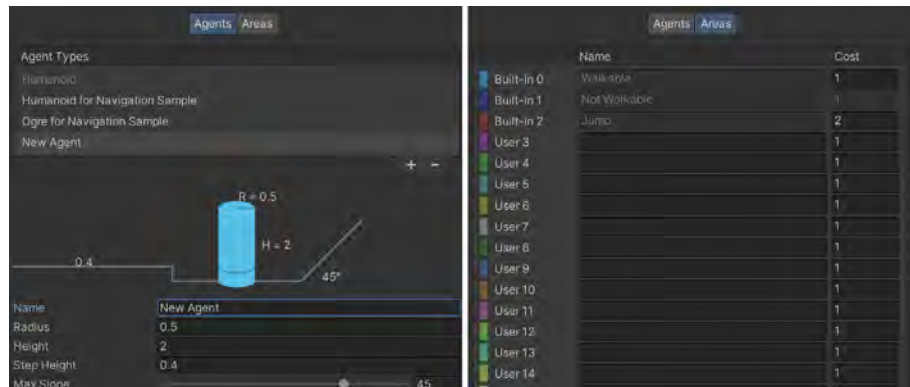 Agents Areas
Agent Types
Humanoid
Humanoid for Navigation Sample
Ogre for Navigation Sample
New Agent
+ -
R = 0.5
H = 2
0.4
45°
Name New Agent
Radius 0.5
Height 2
Step Height 0.4
Max Slope 45
Agents Areas
Name Cost
Built-in 0 Walkable 1
Built-in 1 Not Walkable 1
Built-in 2 Jump 2
User 3 1
User 4 1
User 5 1
User 6 1
User 7 1
User 8 1
User 9 1
User 10 1
User 11 1
User 12 1
User 13 1
User 14 1